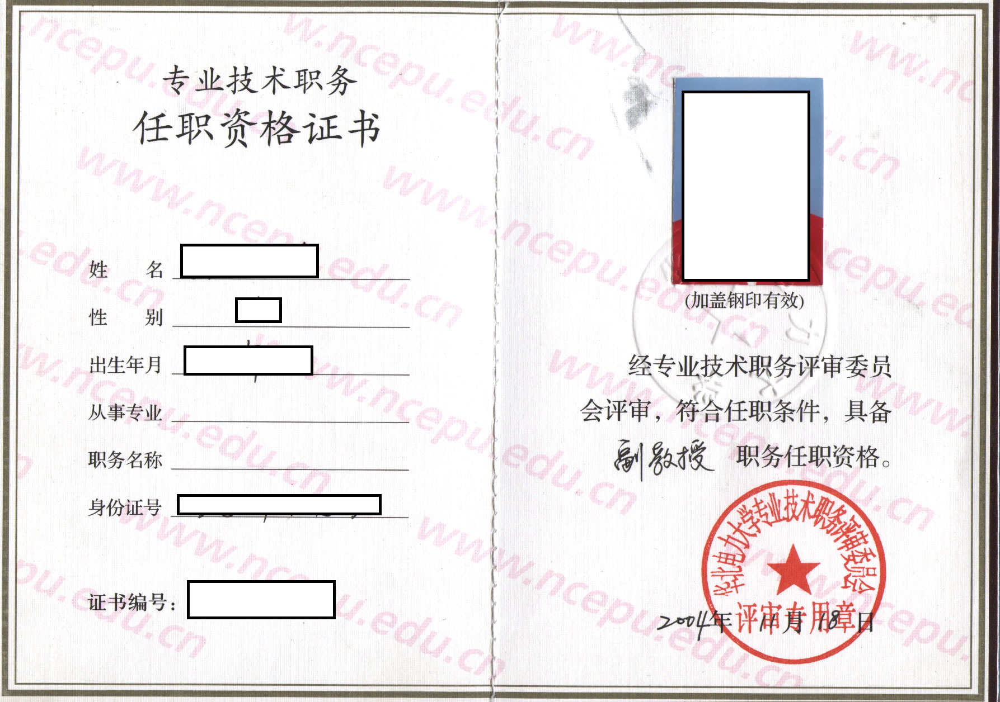 专业技术职务
任职资格证书
姓 名
性 别
出生年月
从事专业
职务名称
身份证号
证书编号：
(加盖钢印有效)
经专业技术职务评审委员
会评审，符合任职条件，具备
副教授 职务任职资格。
华北电力大学专业技术职务评审委员会
评审专用章
2004年 11月 18日
www.ncepu.edu.cn